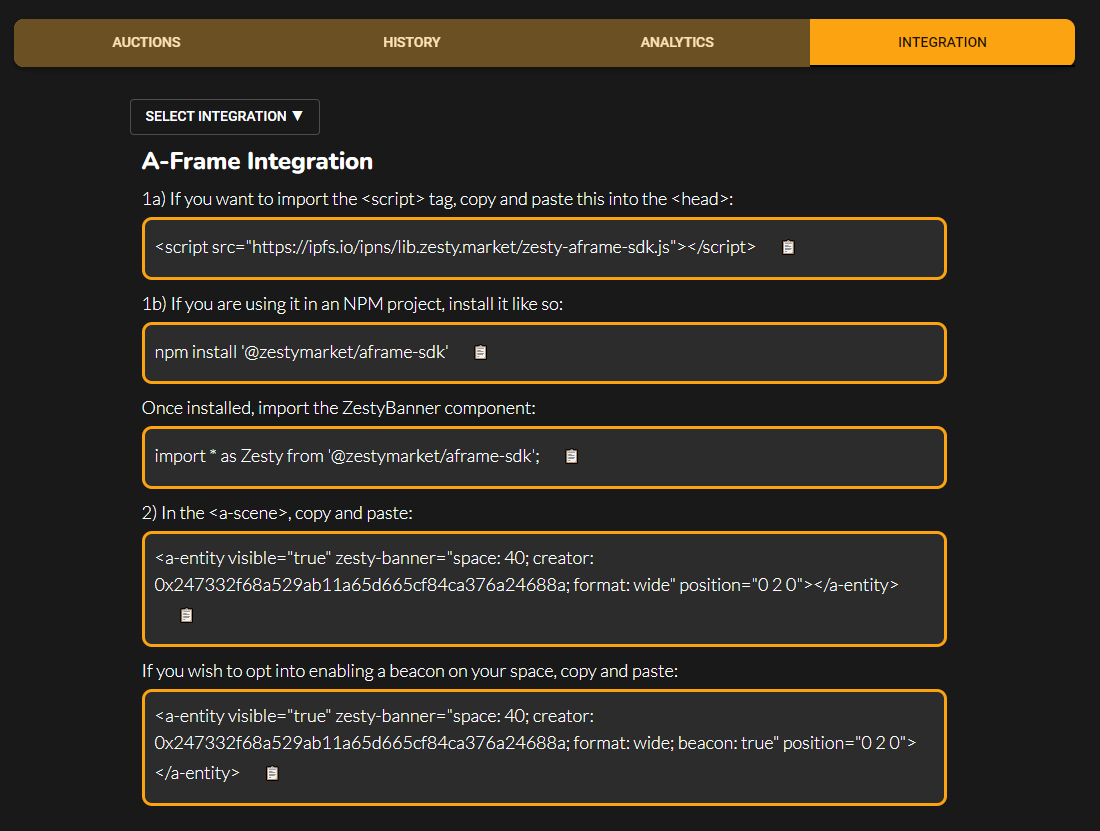 AUCTIONS
HISTORY
ANALYTICS
INTEGRATION
SELECT INTEGRATION ▼
A-Frame Integration
1a) If you want to import the <script> tag, copy and paste this into the <head>:
<script src="https://ipfs.io/ipns/lib.zesty.market/zesty-aframe-sdk.js"></script>
1b) If you are using it in an NPM project, install it like so:
npm install '@zestymarket/aframe-sdk'
Once installed, import the ZestyBanner component:
import * as Zesty from '@zestymarket/aframe-sdk';
2) In the <a-scene>, copy and paste:
<a-entity visible="true" zesty-banner="space: 40; creator:
0x247332f68a529ab11a65d665cf84ca376a24688a; format: wide" position="0 2 0"></a-entity>
If you wish to opt into enabling a beacon on your space, copy and paste:
<a-entity visible="true" zesty-banner="space: 40; creator:
0x247332f68a529ab11a65d665cf84ca376a24688a; format: wide; beacon: true" position="0 2 0">
</a-entity>